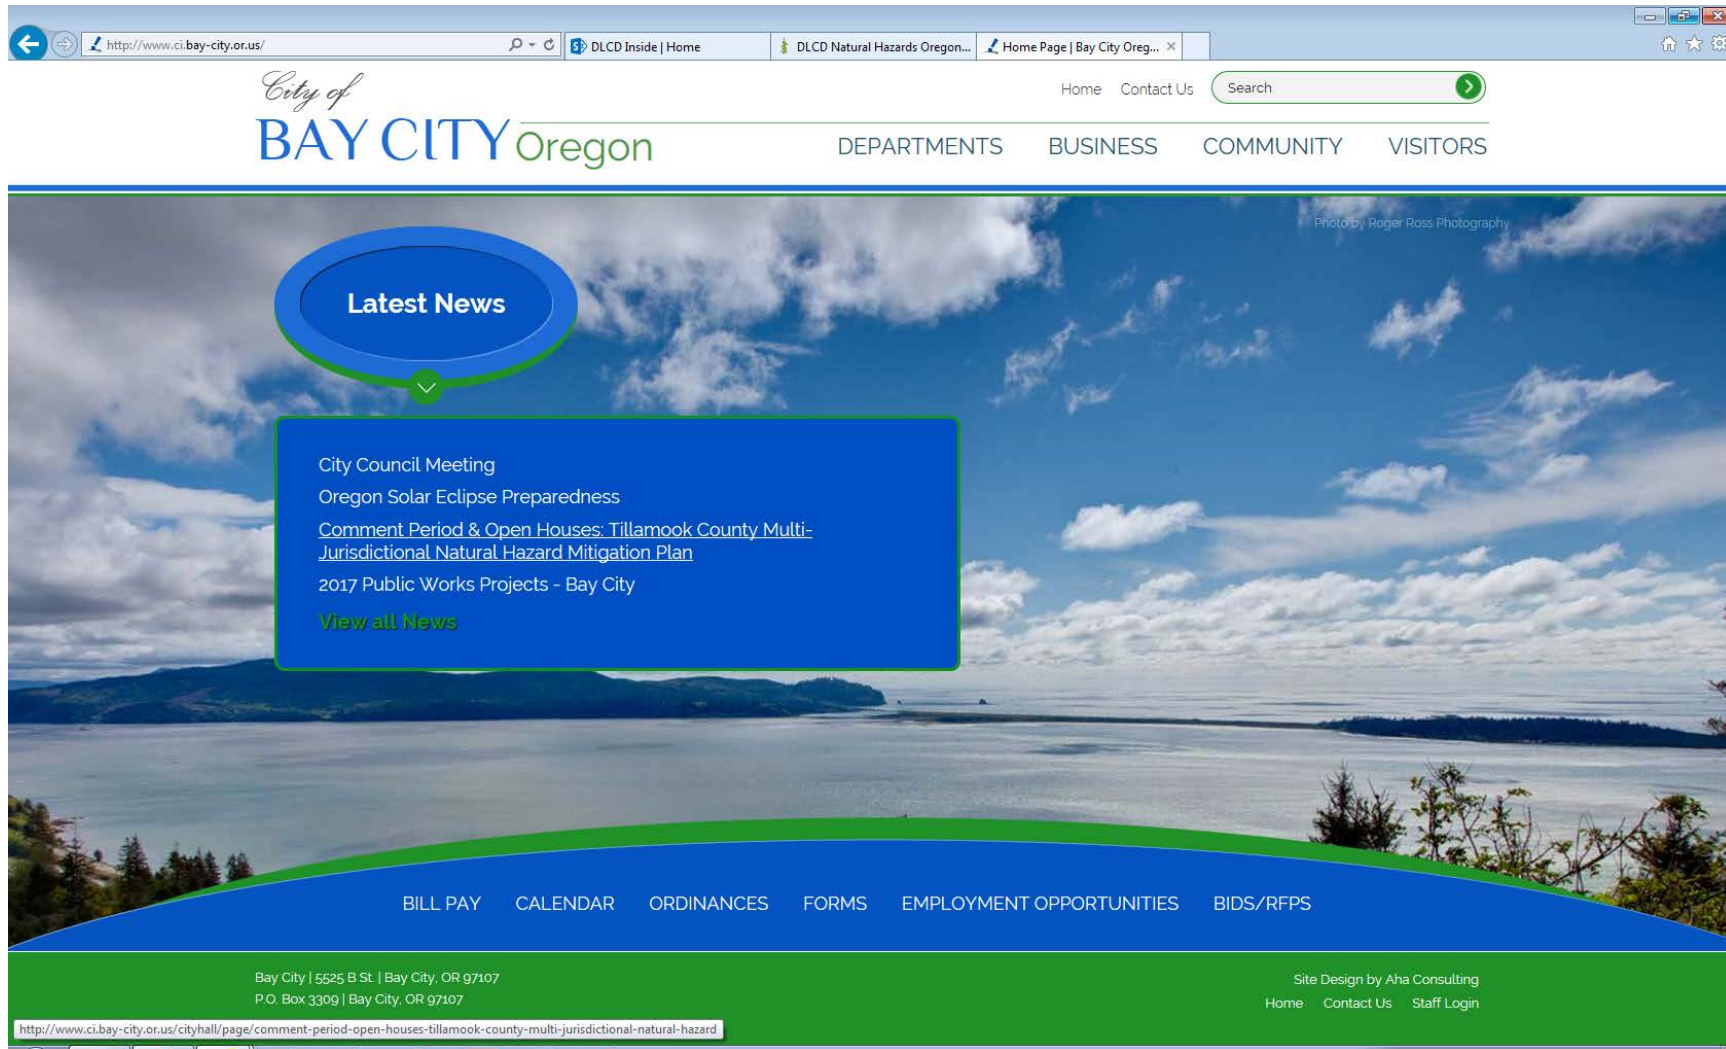 http://www.ci.bay-city.or.us/
DLCD Inside | Home
DLCD Natural Hazards Oregon...
Home Page | Bay City Oreg...
City of
BAY CITY Oregon
Home Contact Us Search
DEPARTMENTS BUSINESS COMMUNITY VISITORS
Photo by Roger Ross Photography
Latest News
City Council Meeting
Oregon Solar Eclipse Preparedness
Comment Period & Open Houses: Tillamook County Multi-
Jurisdictional Natural Hazard Mitigation Plan
2017 Public Works Projects - Bay City
View all News
BILL PAY CALENDAR ORDINANCES FORMS EMPLOYMENT OPPORTUNITIES BIDS/RFPS
Bay City | 5525 B St. | Bay City, OR 97107
P.O. Box 3309 | Bay City, OR 97107
Site Design by Aha Consulting
Home Contact Us Staff Login
http://www.ci.bay-city.or.us/cityhall/page/comment-period-open-houses-tillamook-county-multi-jurisdictional-natural-hazard